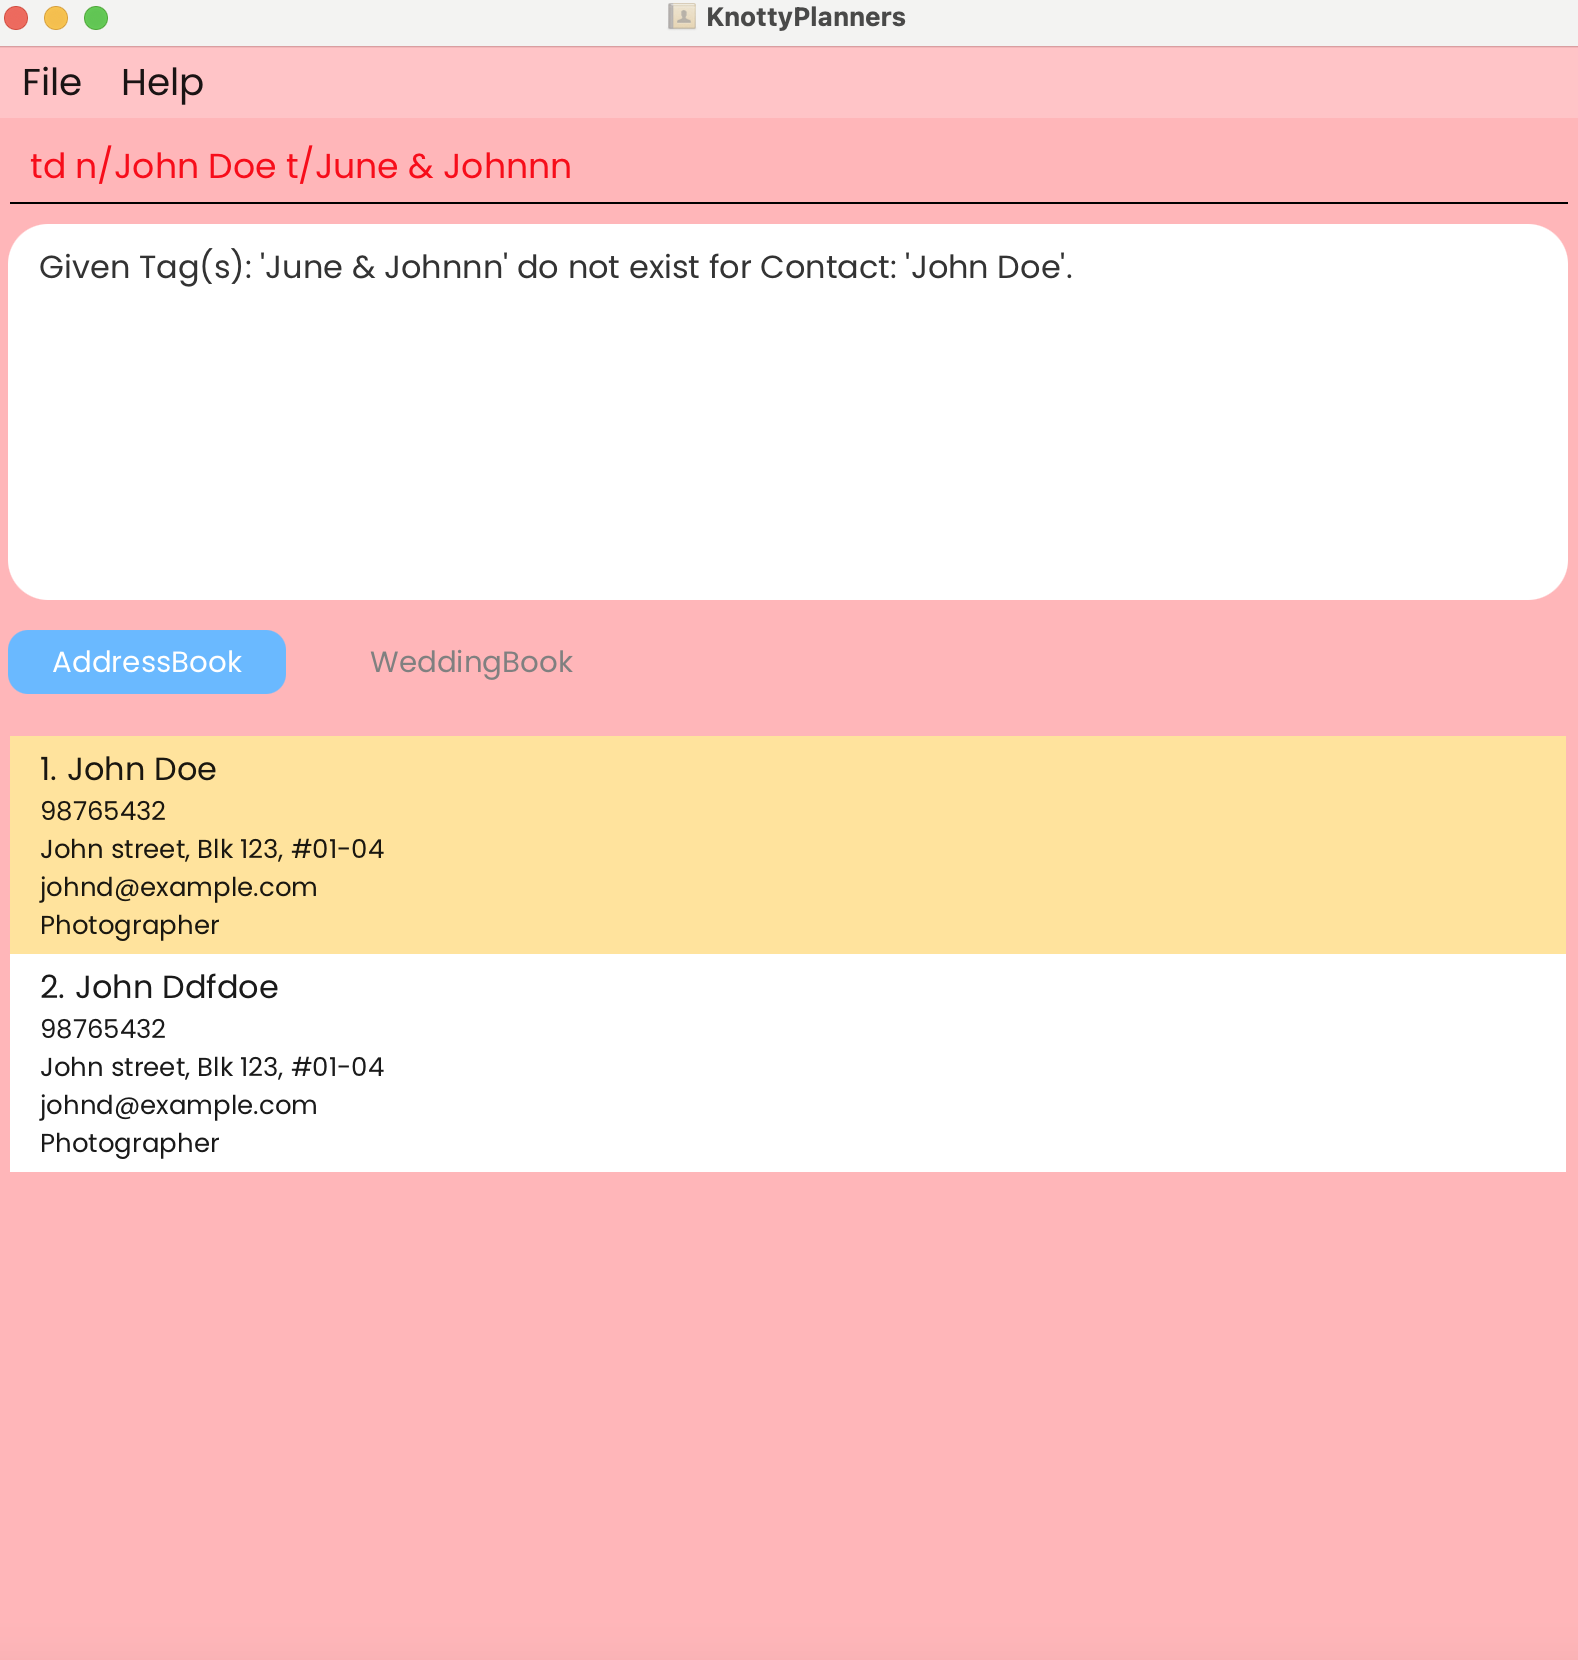 KnottyPlanners
File Help
td n/John Doe t/June & Johnnn
Given Tag(s): 'June & Johnnn' do not exist for Contact: 'John Doe'.
AddressBook WeddingBook
1. John Doe
98765432
John street, Blk 123, #01-04
johnd@example.com
Photographer
2. John Ddfdoe
98765432
John street, Blk 123, #01-04
johnd@example.com
Photographer